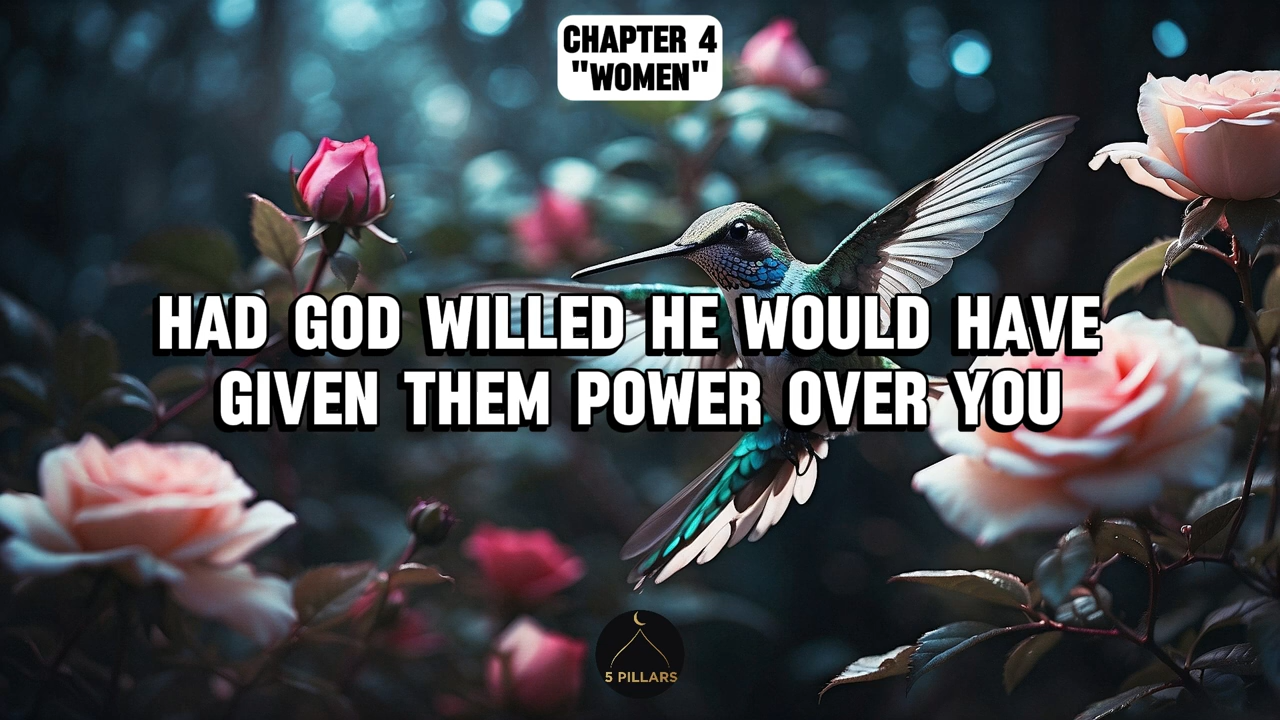 CHAPTER 4
"WOMEN"
HAD GOD WILLED HE WOULD HAVE
GIVEN THEM POWER OVER YOU
5 PILLARS